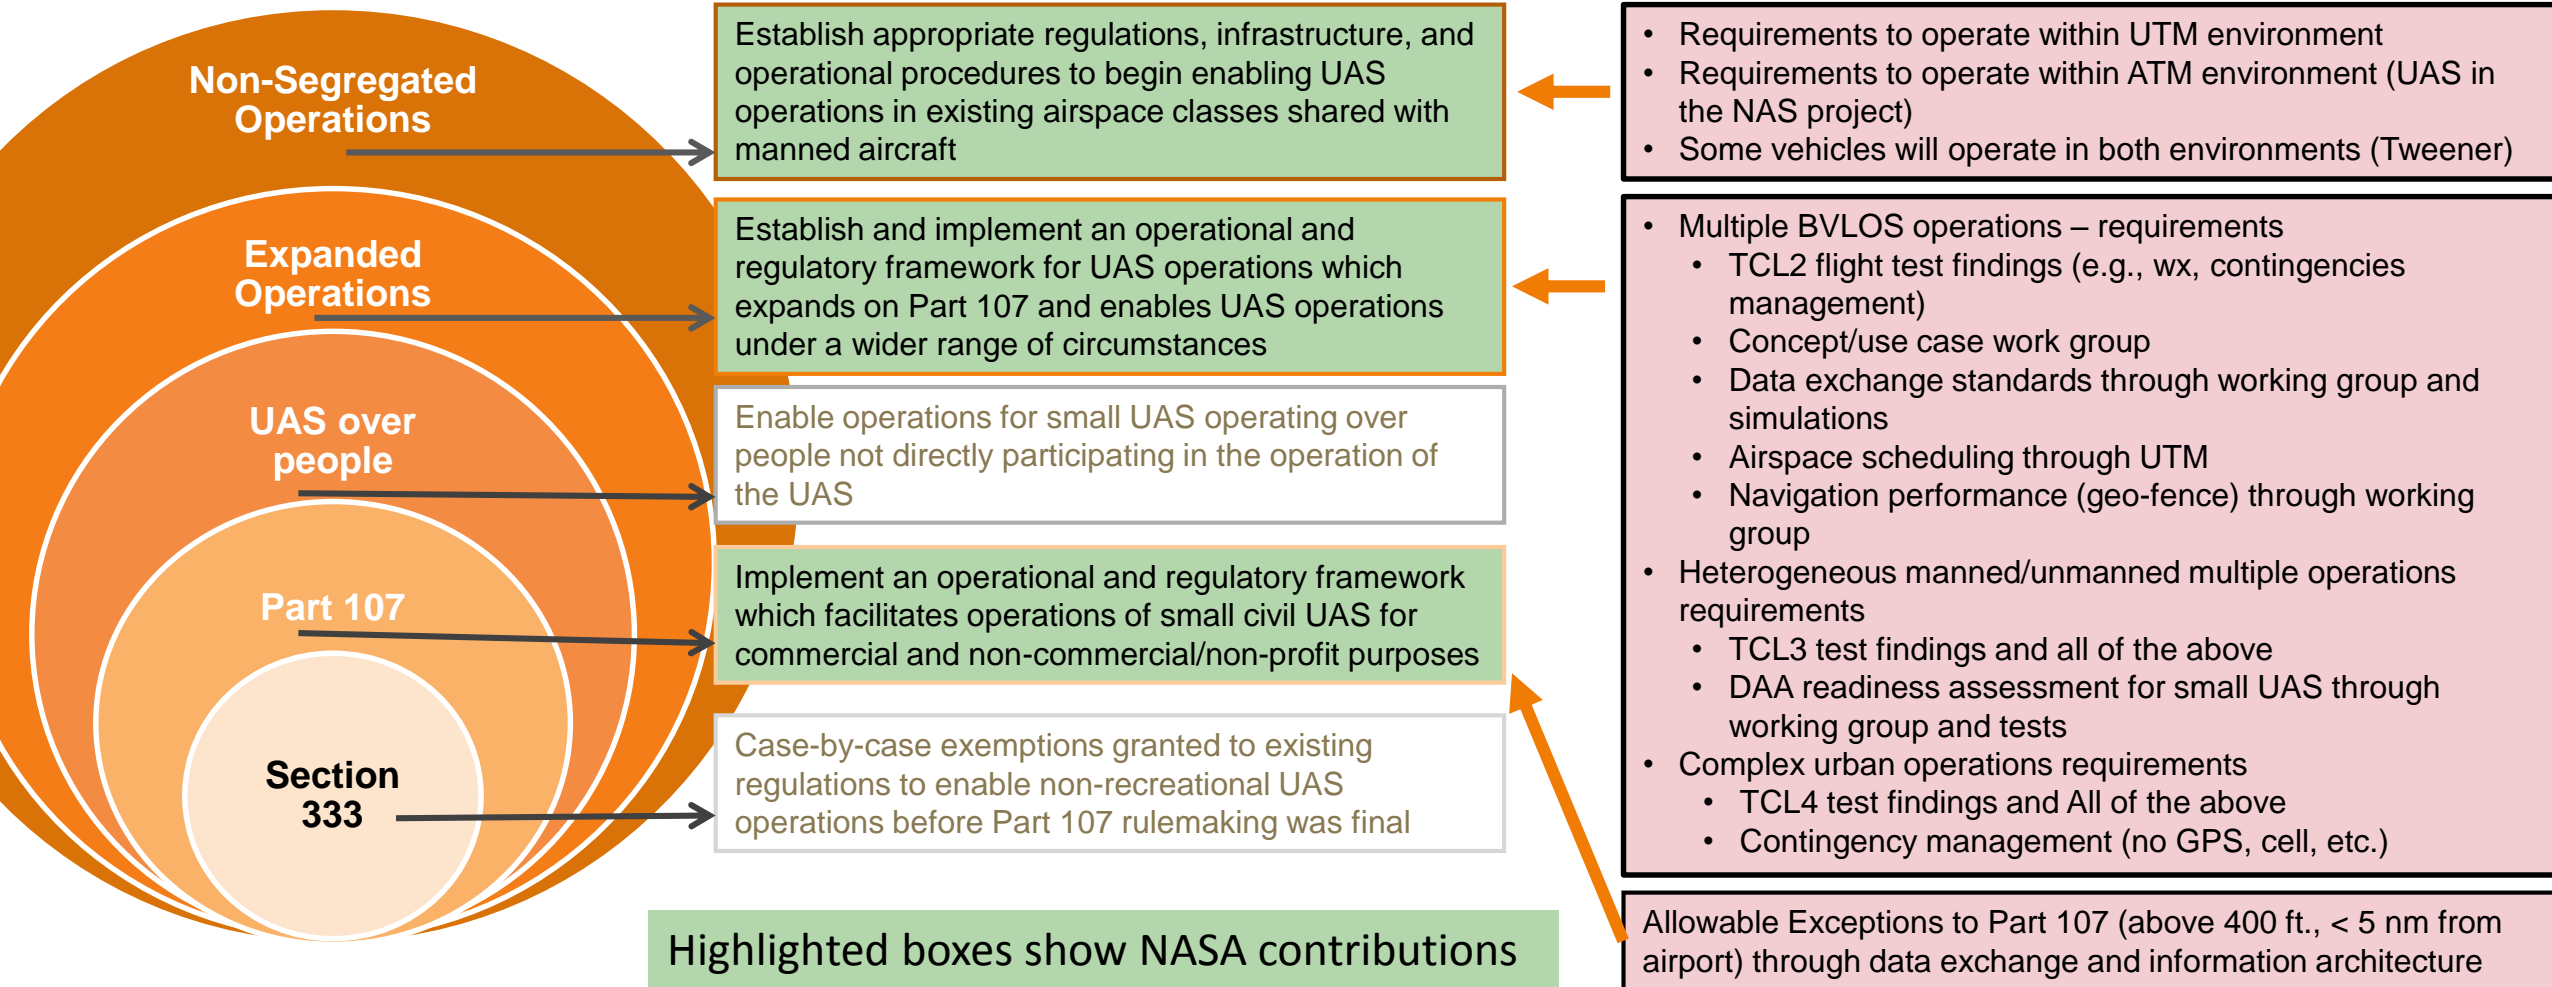 Non-Segregated
Operations
Expanded
Operations
UAS over
people
Part 107
Section
333
Establish appropriate regulations, infrastructure, and
operational procedures to begin enabling UAS
operations in existing airspace classes shared with
manned aircraft
Establish and implement an operational and
regulatory framework for UAS operations which
expands on Part 107 and enables UAS operations
under a wider range of circumstances
Enable operations for small UAS operating over
people not directly participating in the operation of
the UAS
Implement an operational and regulatory framework
which facilitates operations of small civil UAS for
commercial and non-commercial/non-profit purposes
Case-by-case exemptions granted to existing
regulations to enable non-recreational UAS
operations before Part 107 rulemaking was final
Highlighted boxes show NASA contributions
• Requirements to operate within UTM environment
• Requirements to operate within ATM environment (UAS in
the NAS project)
• Some vehicles will operate in both environments (Tweener)
• Multiple BVLOS operations – requirements
• TCL2 flight test findings (e.g., wx, contingencies
management)
• Concept/use case work group
• Data exchange standards through working group and
simulations
• Airspace scheduling through UTM
• Navigation performance (geo-fence) through working
group
• Heterogeneous manned/unmanned multiple operations
requirements
• TCL3 test findings and all of the above
• DAA readiness assessment for small UAS through
working group and tests
• Complex urban operations requirements
• TCL4 test findings and All of the above
• Contingency management (no GPS, cell, etc.)
Allowable Exceptions to Part 107 (above 400 ft., < 5 nm from
airport) through data exchange and information architecture